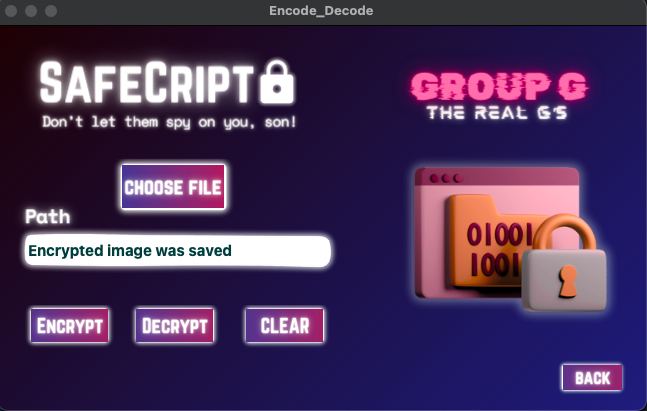 Encode_Decode
SAFECRIPT
Don't let them spy on you, son!
GROUP G
THE REAL G'S
CHOOSE FILE
Path
Encrypted image was saved
01001
1001
ENCRYPT
DECRYPT
CLEAR
BACK